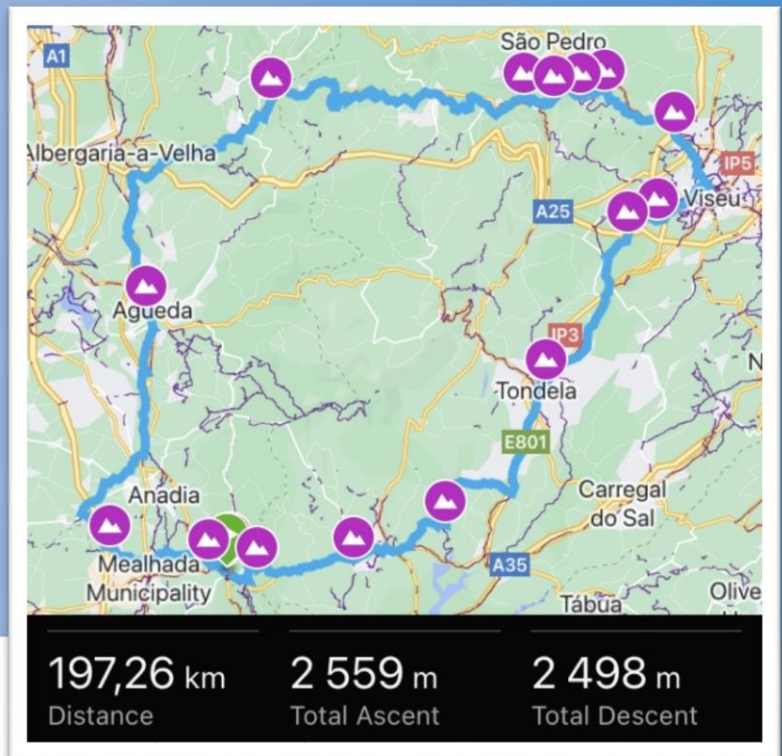 São Pedro
A1
Albergaria-a-Velha
IP5
A25
Viseu
Agueda
IP3
Tondela
E801
Anadia
Carregal
do Sal
Mealhada
Municipality
A35
Tábua
Olive
197,26 km
Distance
2 559 m
Total Ascent
2 498 m
Total Descent